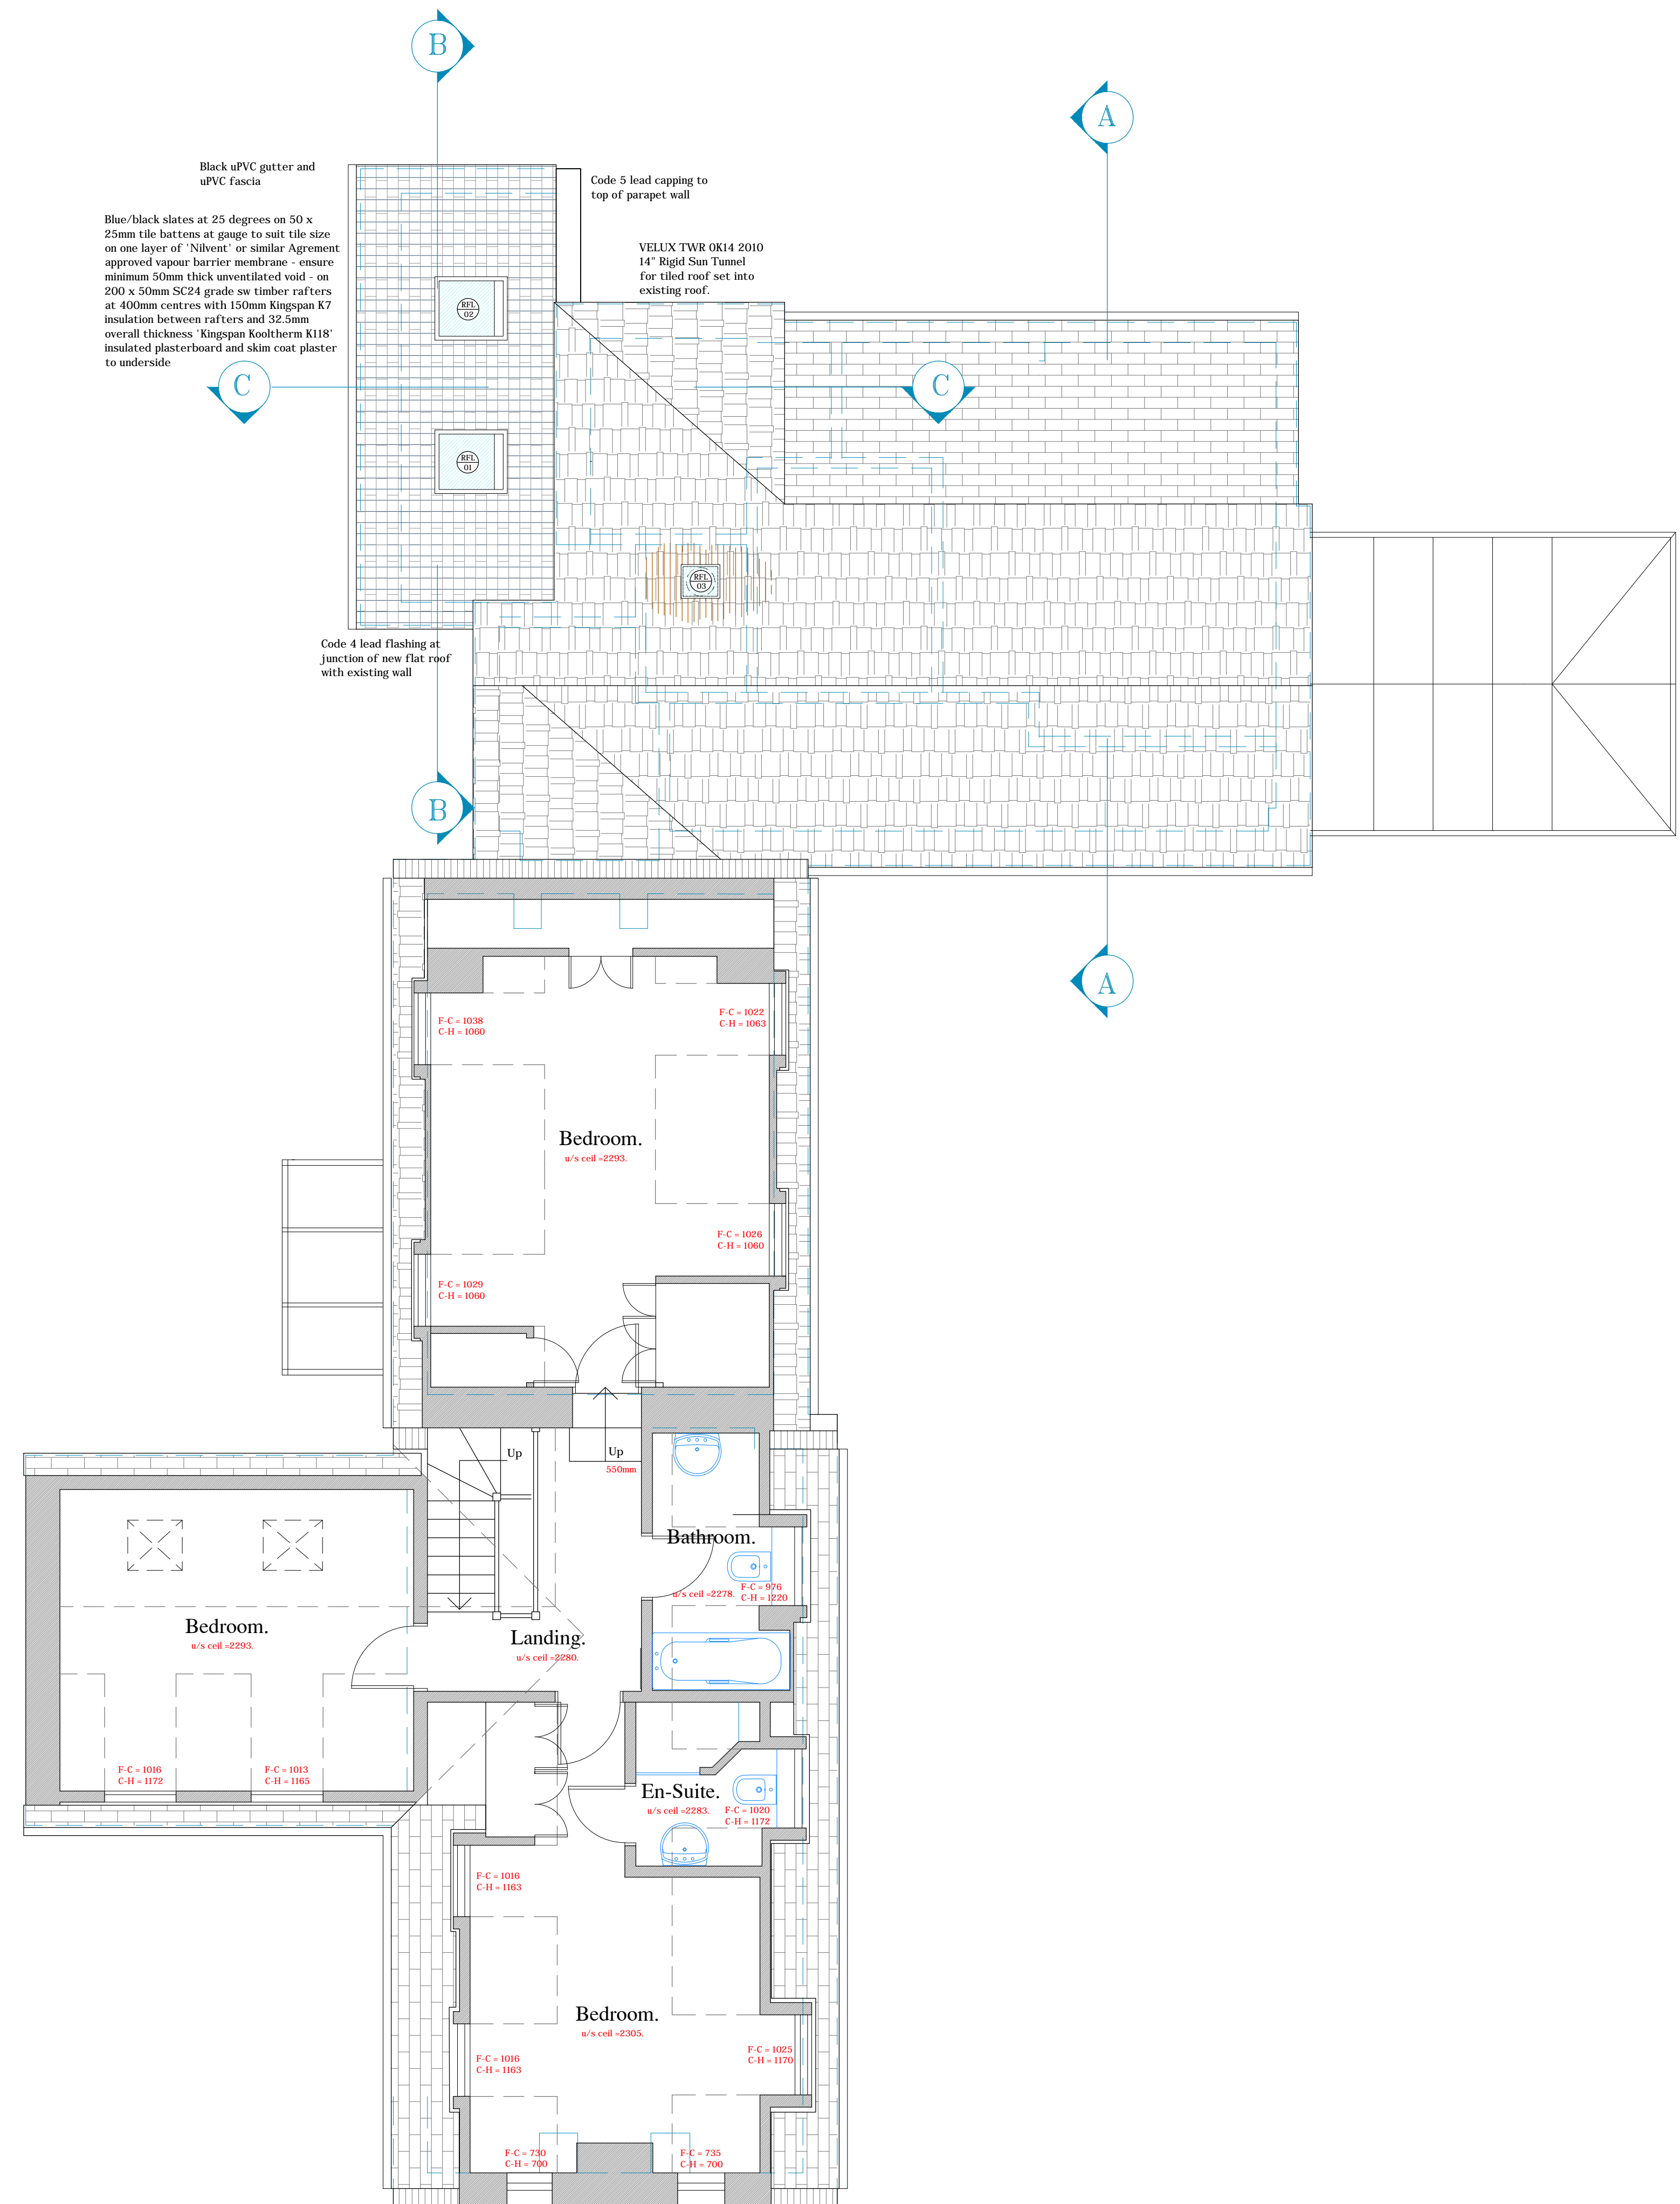 B
A
Black uPVC gutter and
uPVC fascia
Code 5 lead capping to
top of parapet wall
Blue/black slates at 25 degrees on 50 x
25mm tile battens at gauge to suit tile size
on one layer of 'Nilvent' or similar Agrement
approved vapour barrier membrane - ensure
minimum 50mm thick unventilated void - on
200 x 50mm SC24 grade sw timber rafters
at 400mm centres with 150mm Kingspan K7
insulation between rafters and 32.5mm
overall thickness 'Kingspan Kooltherm K118'
insulated plasterboard and skim coat plaster
to underside
VELUX TWR 0K14 2010
14" Rigid Sun Tunnel
for tiled roof set into
existing roof.
RFL
02
C
C
RFL
01
RFL
03
Code 4 lead flashing at
junction of new flat roof
with existing wall
B
A
F-C = 1038
C-H = 1060
F-C = 1022
C-H = 1063
Bedroom.
u/s ceil =2293.
F-C = 1026
C-H = 1060
F-C = 1029
C-H = 1060
Up
Up
550mm
Bathroom.
u/s ceil =2278.
F-C = 976
C-H = 1220
Bedroom.
u/s ceil =2293.
Landing.
u/s ceil =2280.
F-C = 1016
C-H = 1172
F-C = 1013
C-H = 1165
En-Suite.
u/s ceil =2283.
F-C = 1020
C-H = 1172
F-C = 1016
C-H = 1163
Bedroom.
u/s ceil =2305.
F-C = 1016
C-H = 1163
F-C = 1025
C-H = 1170
F-C = 730
C-H = 700
F-C = 735
C-H = 700